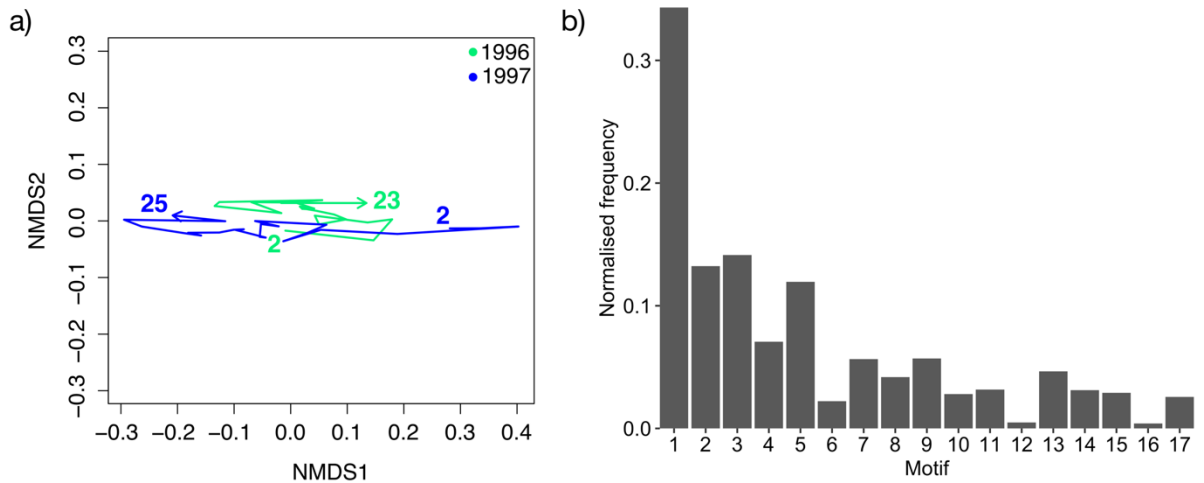 a)
NMDS2
0.3
0.2
0.1
0.0
−0.1
−0.2
−0.3
1996
1997
25
23
2
2
−0.3 −0.2 −0.1 0.0 0.1 0.2 0.3 0.4
NMDS1
b)
Normalised frequency
0.3
0.2
0.1
0.0
1 2 3 4 5 6 7 8 9 10 11 12 13 14 15 16 17
Motif